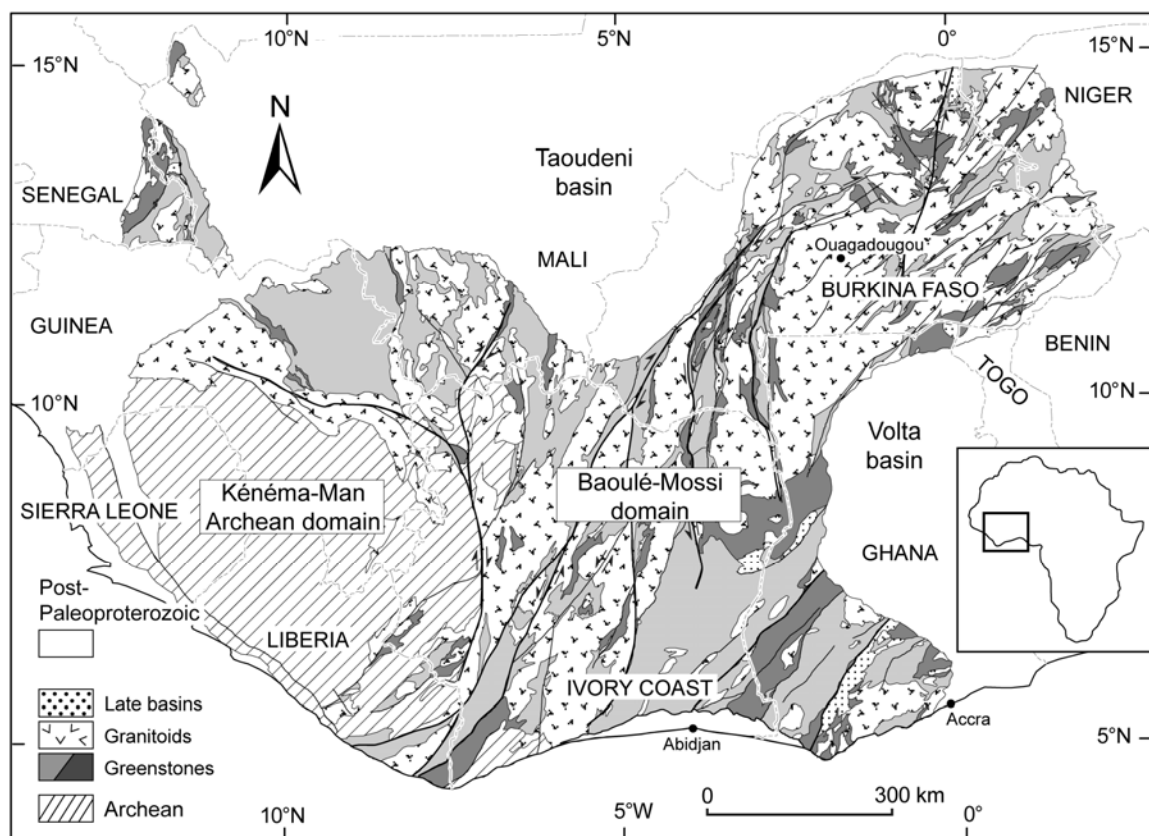 10°N
5°N
0°
15°N
15°N
N
NIGER
Taoudeni
basin
SENEGAL
MALI
Ouagadougou
BURKINA FASO
GUINEA
BENIN
TOGO
10°N
10°N
Volta
basin
Kénéma-Man
Archean domain
Baoulé-Mossi
domain
SIERRA LEONE
GHANA
Post-
Paleoproterozoic
LIBERIA
IVORY COAST
Late basins
Granitoids
Greenstones
Archean
Abidjan
Accra
5°N
0
300 km
10°N
5°W
0°